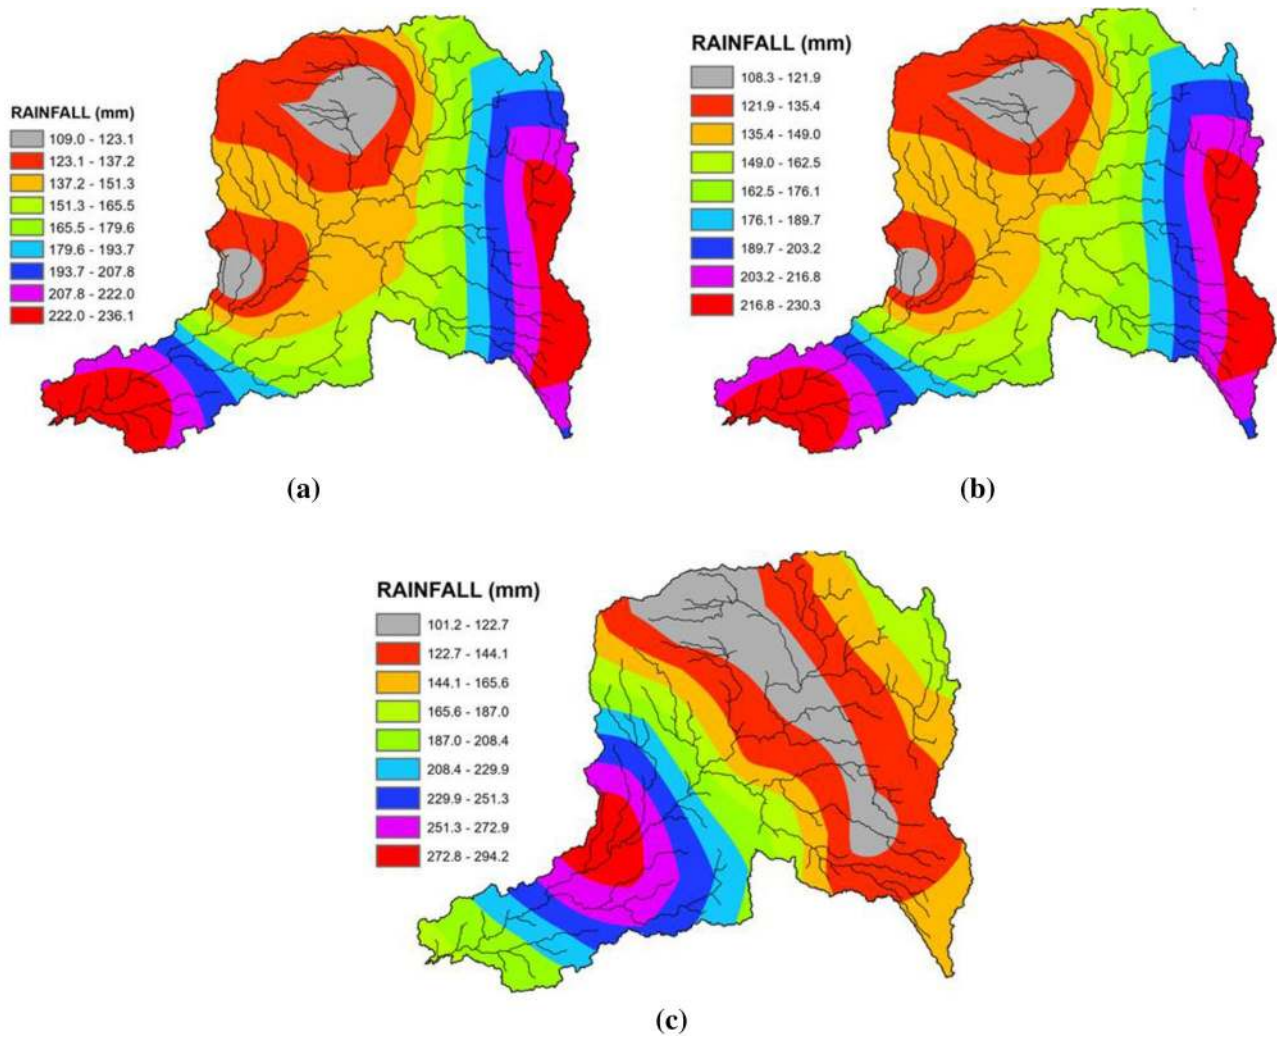 RAINFALL (mm)
109.0 - 123.1
123.1 - 137.2
137.2 - 151.3
151.3 - 165.5
165.5 - 179.6
179.6 - 193.7
193.7 - 207.8
207.8 - 222.0
222.0 - 236.1
(a)
RAINFALL (mm)
108.3 - 121.9
121.9 - 135.4
135.4 - 149.0
149.0 - 162.5
162.5 - 176.1
176.1 - 189.7
189.7 - 203.2
203.2 - 216.8
216.8 - 230.3
(b)
RAINFALL (mm)
101.2 - 122.7
122.7 - 144.1
144.1 - 165.6
165.6 - 187.0
187.0 - 208.4
208.4 - 229.9
229.9 - 251.3
251.3 - 272.9
272.8 - 294.2
(c)